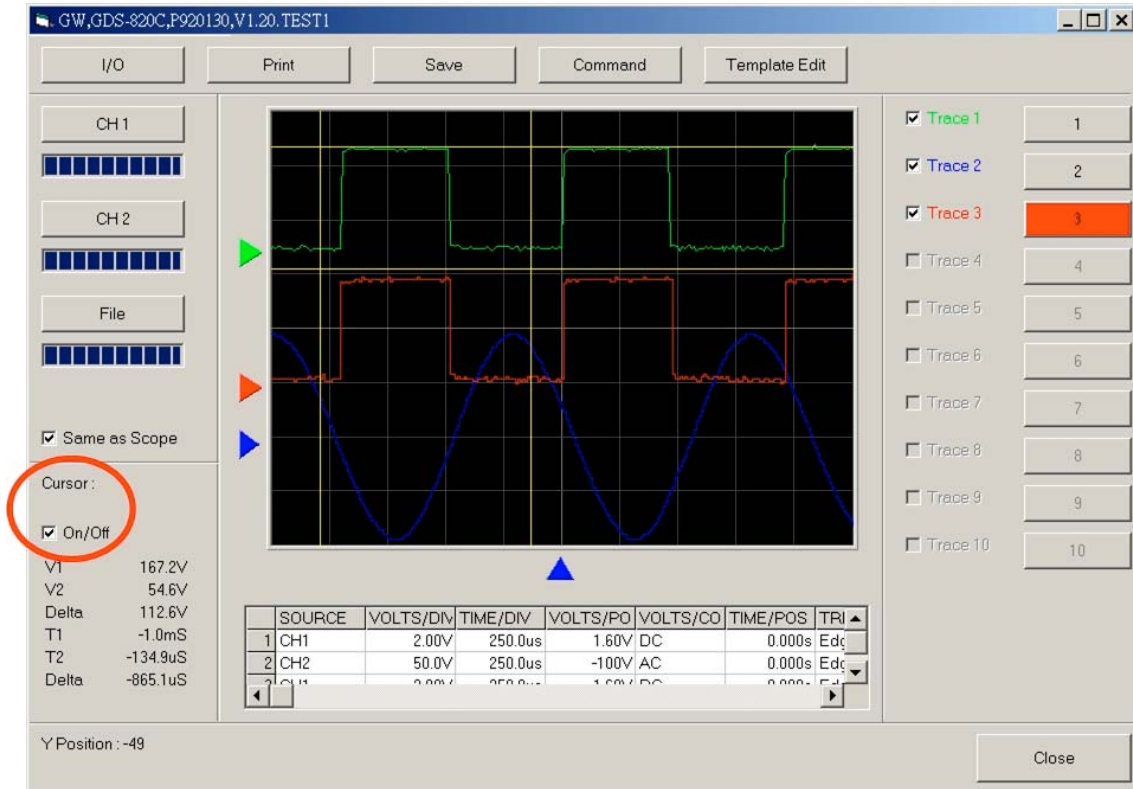 GW,GDS-820C,P920130,V1.20.TEST1
I/O Print Save Command Template Edit
CH 1
CH 2
File
Same as Scope
Cursor :
On/Off
V1 167.2V
V2 54.6V
Delta 112.6V
T1 -1.0mS
T2 -134.9uS
Delta -865.1uS
Trace 1 1
Trace 2 2
Trace 3 3
Trace 4 4
Trace 5 5
Trace 6 6
Trace 7 7
Trace 8 8
Trace 9 9
Trace 10 10
SOURCE VOLTS/DIV TIME/DIV VOLTS/PO VOLTS/CO TIME/POS TRI
1 CH1 2.00V 250.0us 1.60V DC 0.000s Edg
2 CH2 50.0V 250.0us -100V AC 0.000s Edg
Y Position : -49
Close